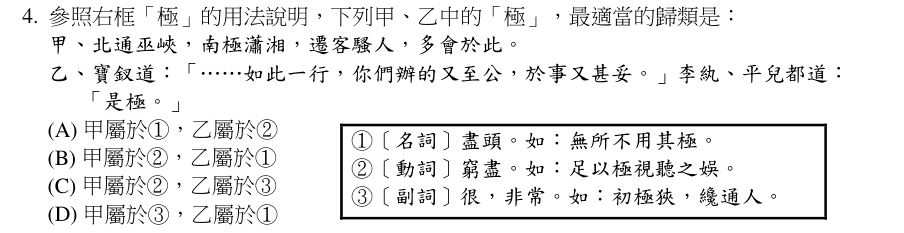 4. 參照右框「極」的用法說明，下列甲、乙中的「極」，最適當的歸類是：
甲、北通巫峽，南極瀟湘，遷客騷人，多會於此。
乙、寶釵道：「……如此一行，你們辦的又至公，於事又甚妥。」李紈、平兒都道：
「是極。」
(A) 甲屬於①，乙屬於②
(B) 甲屬於②，乙屬於①
(C) 甲屬於②，乙屬於③
(D) 甲屬於③，乙屬於①
①〔名詞〕盡頭。如：無所不用其極。
②〔動詞〕窮盡。如：足以極視聽之娛。
③〔副詞〕很，非常。如：初極狹，纔通人。